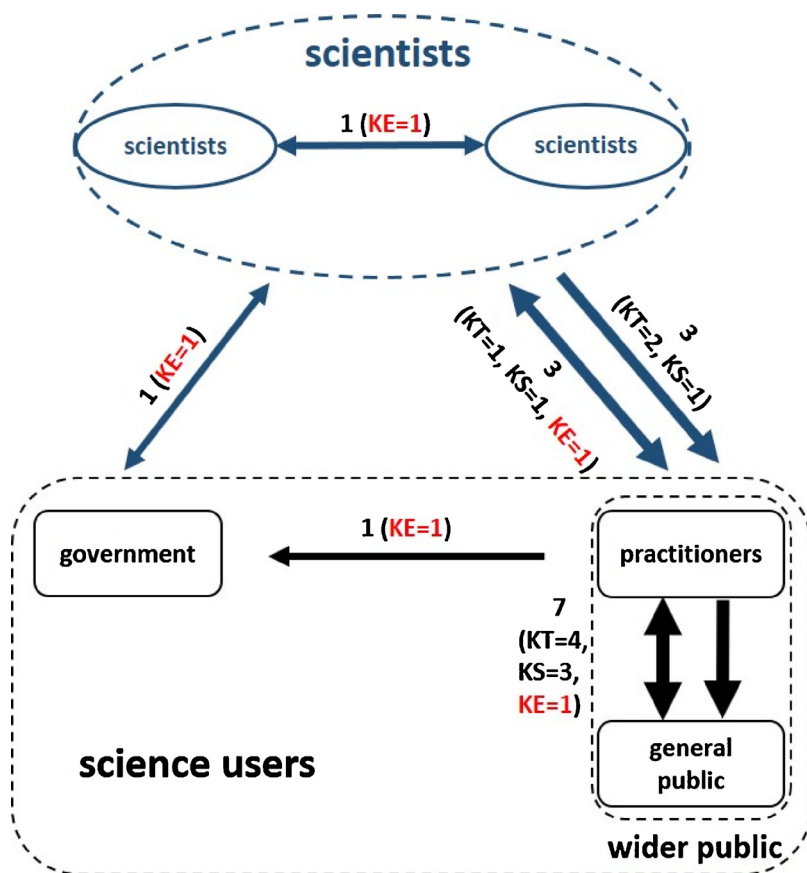 scientists
scientists
1 (KE=1)
scientists
1 (KE=1)
3
(KT=1, KS=1, KE=1)
3
(KT=2, KS=1)
government
1 (KE=1)
practitioners
7
(KT=4,
KS=3,
KE=1)
general
public
science users
wider public